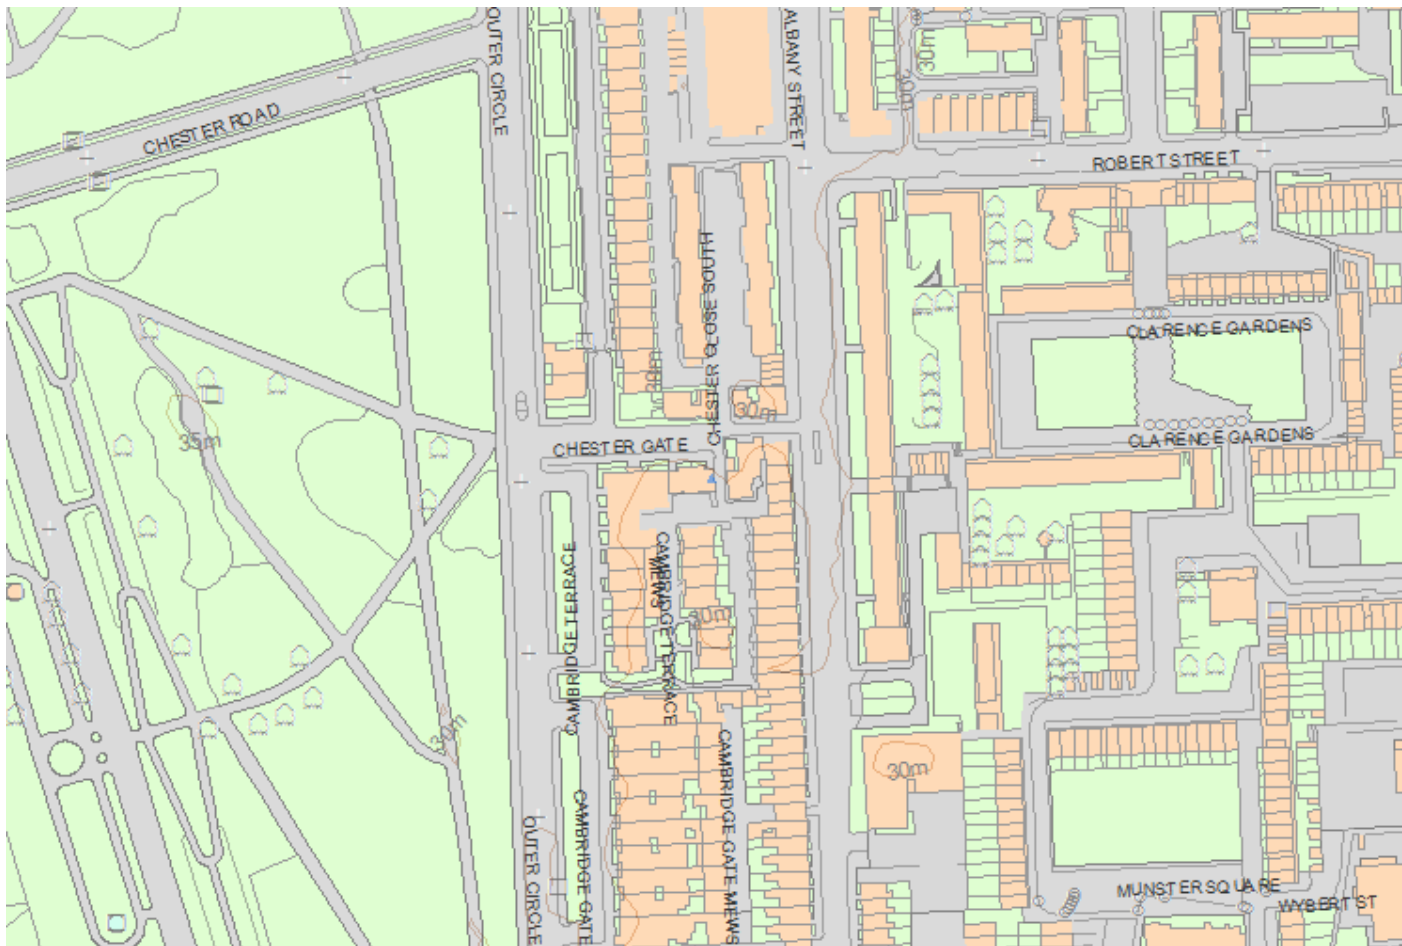 OUTER CIRCLE
ALBANY STREET
30m
30m
CHESTER ROAD
ROBERT STREET
CHESTER CLOSE SOUTH
CLARENCE GARDENS
30m
30m
35m
CHESTER GATE
CLARENCE GARDENS
CAMBRIDGE TERRACE
CAMBRIDGE TERRACE
MEWS
30m
30m
CAMBRIDGE GATE MEWS
30m
OUTER CIRCLE
CAMBRIDGE GATE
MUNSTER SQUARE
WYBERT ST